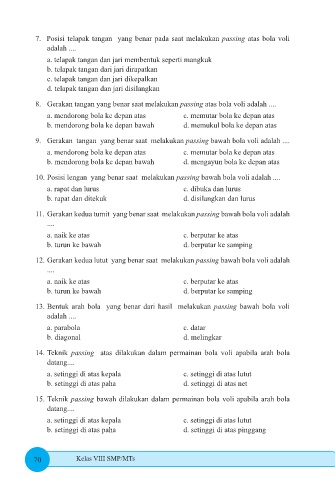 7. Posisi telapak tangan yang benar pada saat melakukan passing atas bola voli
adalah ....
a. telapak tangan dan jari membentuk seperti mangkuk
b. telapak tangan dari jari dirapatkan
c. telapak tangan dan jari dikepalkan
d. telapak tangan dan jari disilangkan
8. Gerakan tangan yang benar saat melakukan passing atas bola voli adalah ....
a. mendorong bola ke depan atas c. memutar bola ke depan atas
b. mendorong bola ke depan bawah d. memukul bola ke depan atas
9. Gerakan tangan yang benar saat melakukan passing bawah bola voli adalah ....
a. mendorong bola ke depan atas c. memutar bola ke depan atas
b. mendorong bola ke depan bawah d. mengayun bola ke depan atas
10. Posisi lengan yang benar saat melakukan passing bawah bola voli adalah ....
a. rapat dan lurus c. dibuka dan lurus
b. rapat dan ditekuk d. disilangkan dan lurus
11. Gerakan kedua tumit yang benar saat melakukan passing bawah bola voli adalah
....
a. naik ke atas c. berputar ke atas
b. turun ke bawah d. berputar ke samping
12. Gerakan kedua lutut yang benar saat melakukan passing bawah bola voli adalah
....
a. naik ke atas c. berputar ke atas
b. turun ke bawah d. berputar ke samping
13. Bentuk arah bola yang benar dari hasil melakukan passing bawah bola voli
adalah ....
a. parabola c. datar
b. diagonal d. melingkar
14. Teknik passing atas dilakukan dalam permainan bola voli apabila arah bola
datang....
a. setinggi di atas kepala c. setinggi di atas lutut
b. setinggi di atas paha d. setinggi di atas net
15. Teknik passing bawah dilakukan dalam permainan bola voli apabila arah bola
datang....
a. setinggi di atas kepala c. setinggi di atas lutut
b. setinggi di atas paha d. setinggi di atas pinggang
70 Kelas VIII SMP/MTs